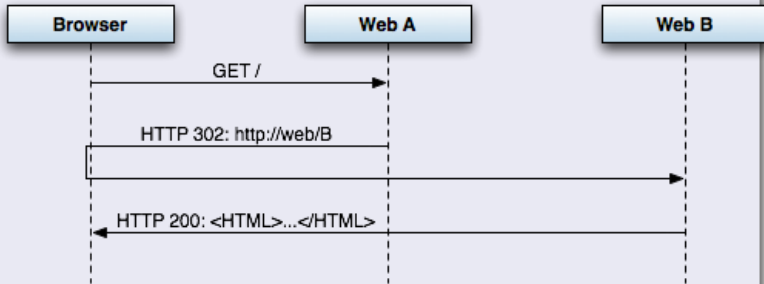 Browser
Web A
Web B
GET /
HTTP 302: http://web/B
HTTP 200: <HTML>...</HTML>